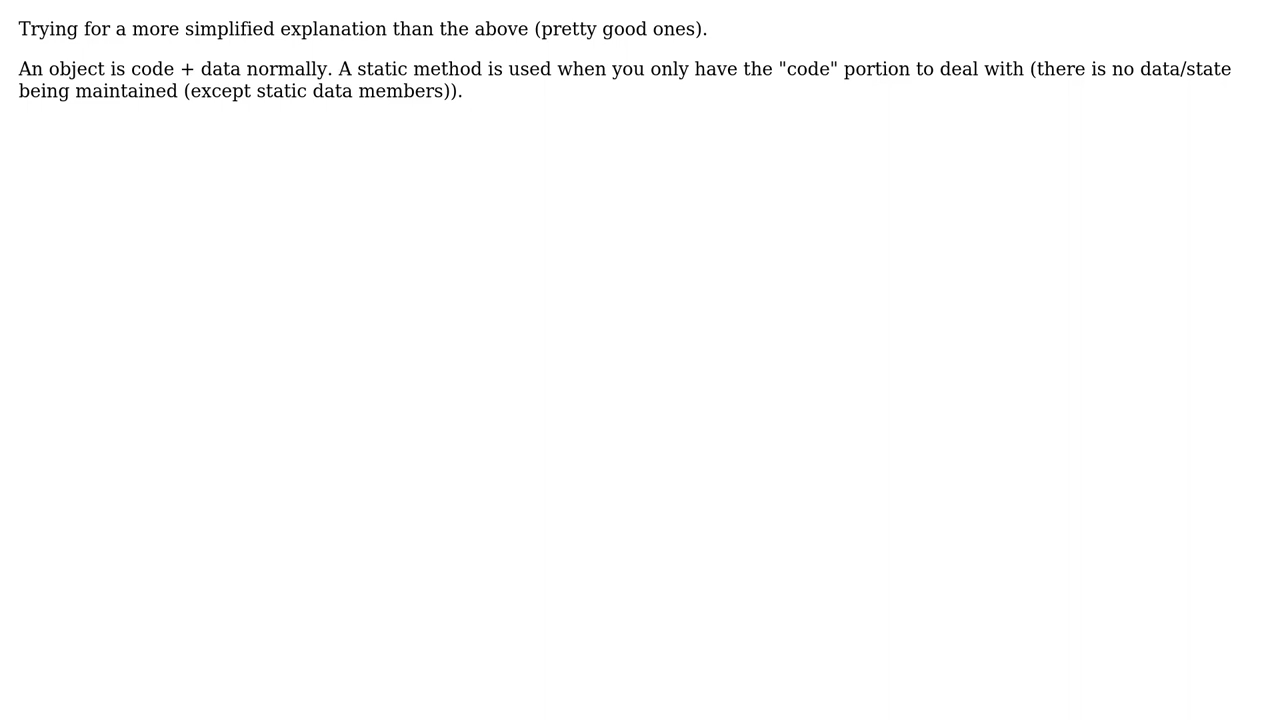 Trying for a more simplified explanation than the above (pretty good ones).
An object is code + data normally. A static method is used when you only have the "code" portion to deal with (there is no data/state
being maintained (except static data members)).